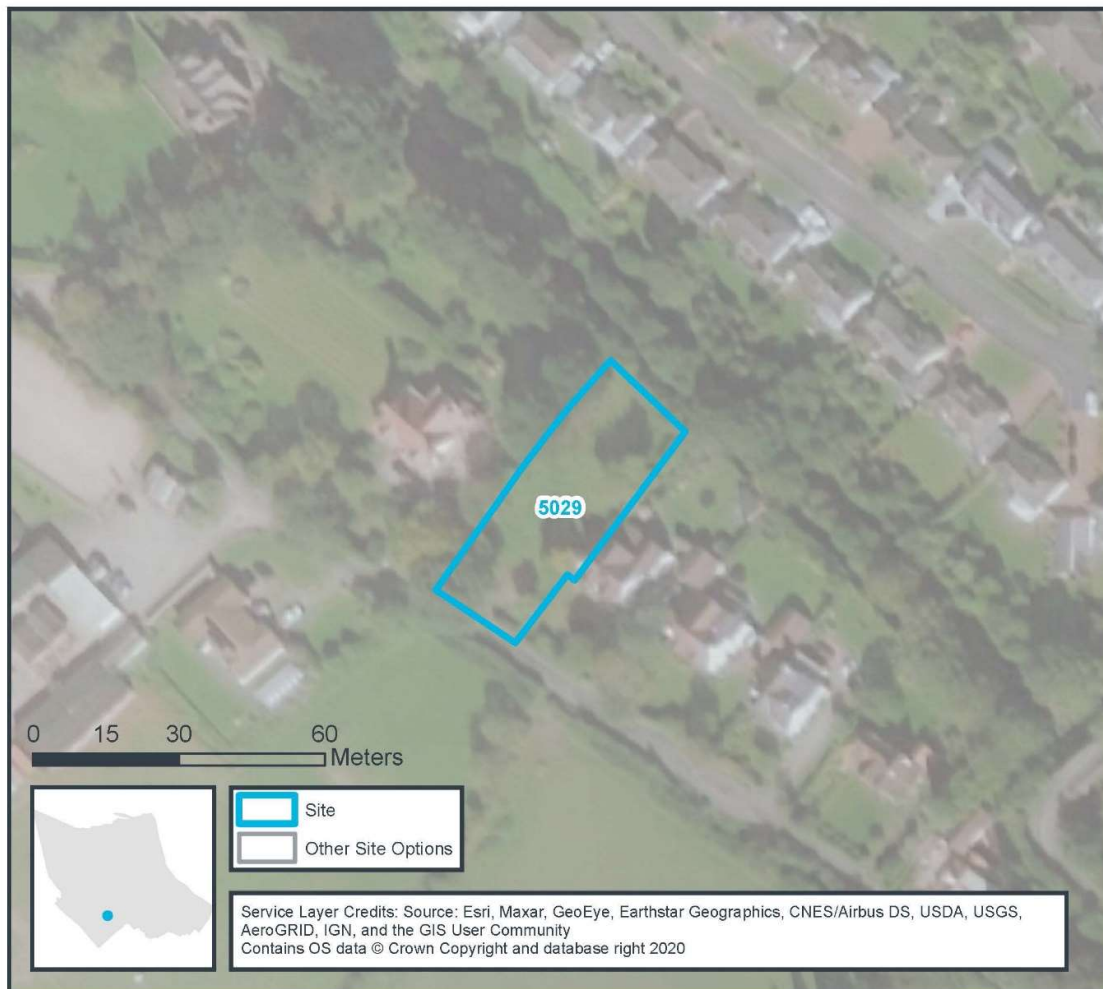 5029
0 15 30 60
Meters
Site
Other Site Options
Service Layer Credits: Source: Esri, Maxar, GeoEye, Earthstar Geographics, CNES/Airbus DS, USDA, USGS,
AeroGRID, IGN, and the GIS User Community
Contains OS data © Crown Copyright and database right 2020